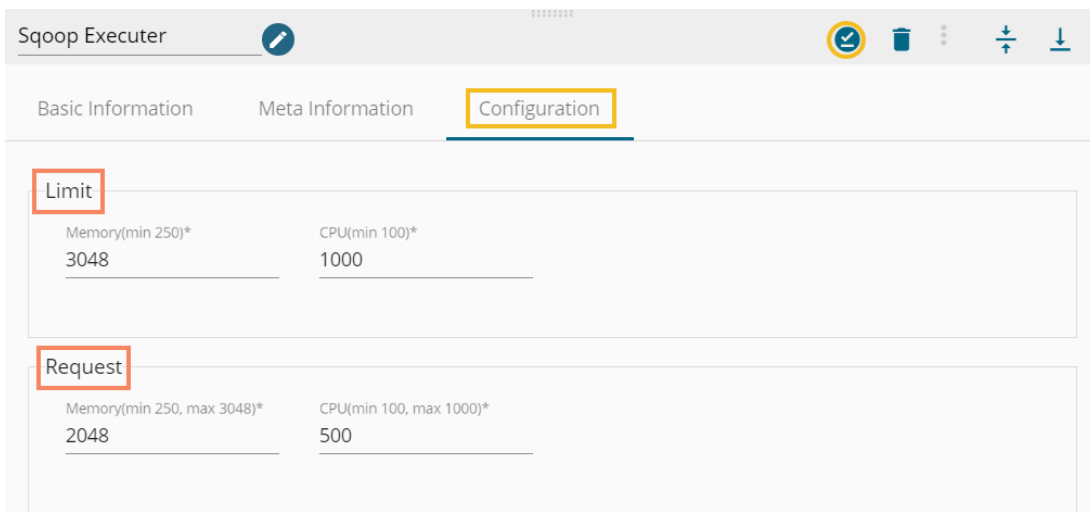 Sqoop Executer
Basic Information Meta Information Configuration
Limit
Memory(min 250)* CPU(min 100)*
3048 1000
Request
Memory(min 250, max 3048)* CPU(min 100, max 1000)*
2048 500